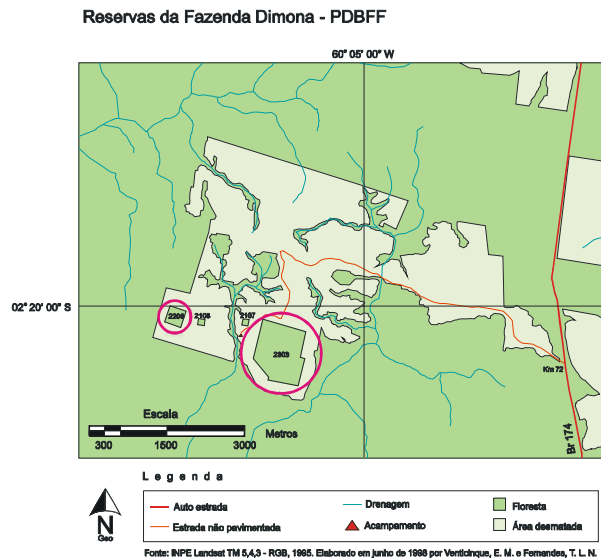 Reservas da Fazenda Dimona - PDBFF
60° 05' 00" W
02° 20' 00" S
2206 2108 2107
2303
Km 72
Br 174
Escala
Metros
300 1500 3000
Legenda
Geo
Auto estrada Drenagem Floresta
Estrada não pavimentada Acampamento Área desmatada
Fonte: INPE Landsat TM 5,4,3 - RGB, 1995. Elaborado em junho de 1998 por Venticinque, E. M. e Fernandes, T. L. N.